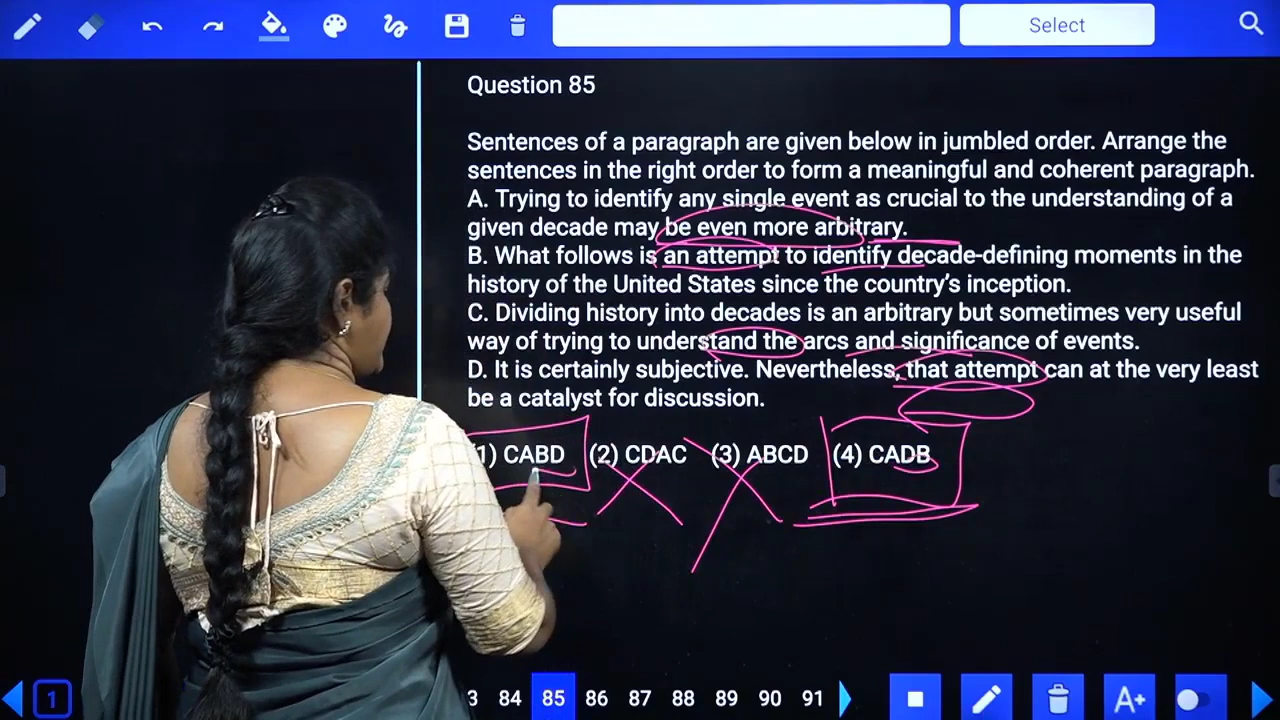 Select
Question 85
Sentences of a paragraph are given below in jumbled order. Arrange the
sentences in the right order to form a meaningful and coherent paragraph.
A. Trying to identify any single event as crucial to the understanding of a
given decade may be even more arbitrary.
B. What follows is an attempt to identify decade-defining moments in the
history of the United States since the country's inception.
C. Dividing history into decades is an arbitrary but sometimes very useful
way of trying to understand the arcs and significance of events.
D. It is certainly subjective. Nevertheless, that attempt can at the very least
be a catalyst for discussion.
1) CABD (2) CDAC (3) ABCD (4) CADB
1 3 84 85 86 87 88 89 90 91 A+